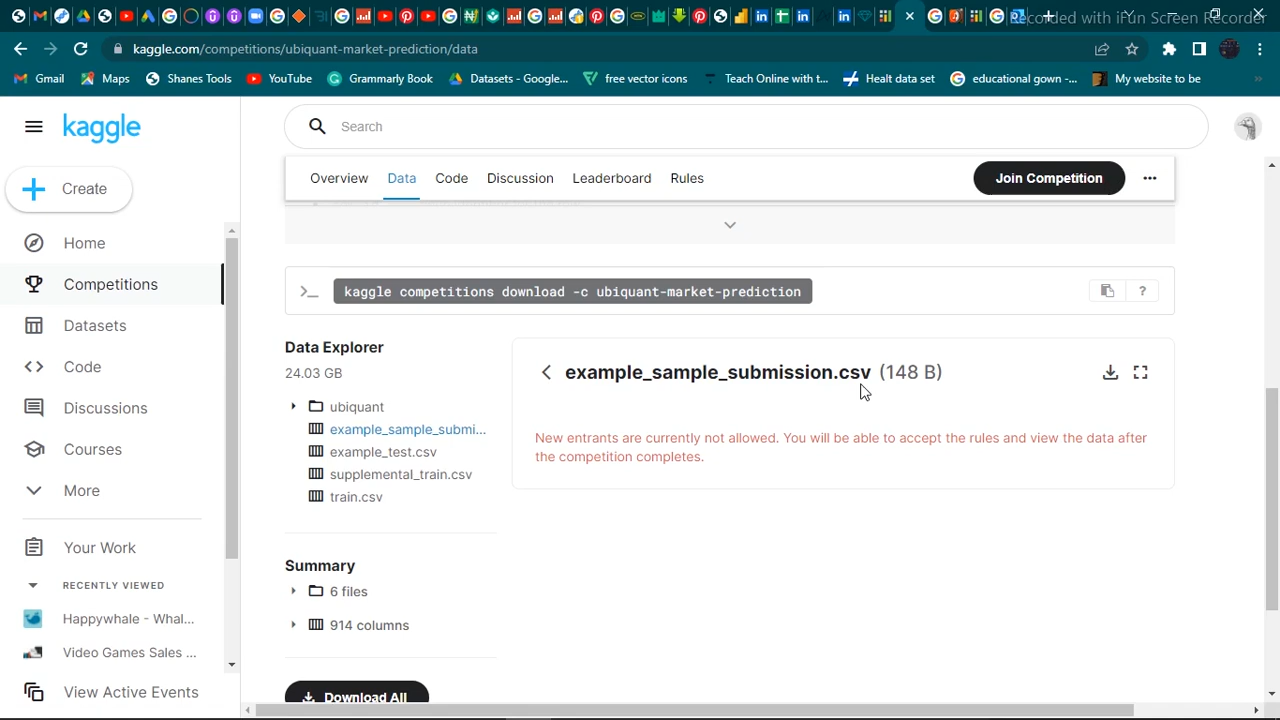 Recorded with iFun Screen Recorder
kaggle.com/competitions/ubiquant-market-prediction/data
Gmail
Maps
Shanes Tools
YouTube
Grammarly Book
Datasets - Google...
free vector icons
Teach Online with t...
Healt data set
educational gown -...
My website to be
»
kaggle
Search
Create
Overview
Data
Code
Discussion
Leaderboard
Rules
Join Competition
Home
Competitions
Datasets
Code
Discussions
Courses
More
Your Work
RECENTLY VIEWED
Happywhale - Whal...
Video Games Sales ...
View Active Events
>_ kaggle competitions download -c ubiquant-market-prediction
?
Data Explorer
24.03 GB
ubiquant
example_sample_submi...
example_test.csv
supplemental_train.csv
train.csv
Summary
6 files
914 columns
Download All
example_sample_submission.csv (148 B)
New entrants are currently not allowed. You will be able to accept the rules and view the data after
the competition completes.